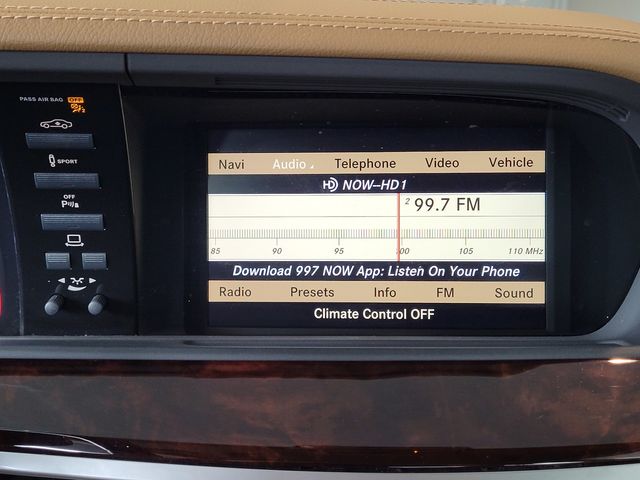 PASS AIR BAG OFF
SPORT
OFF
Navi Audio Telephone Video Vehicle
HD NOW-HD1
2 99.7 FM
85 90 95 100 105 110 MHz
Download 997 NOW App: Listen On Your Phone
Radio Presets Info FM Sound
Climate Control OFF